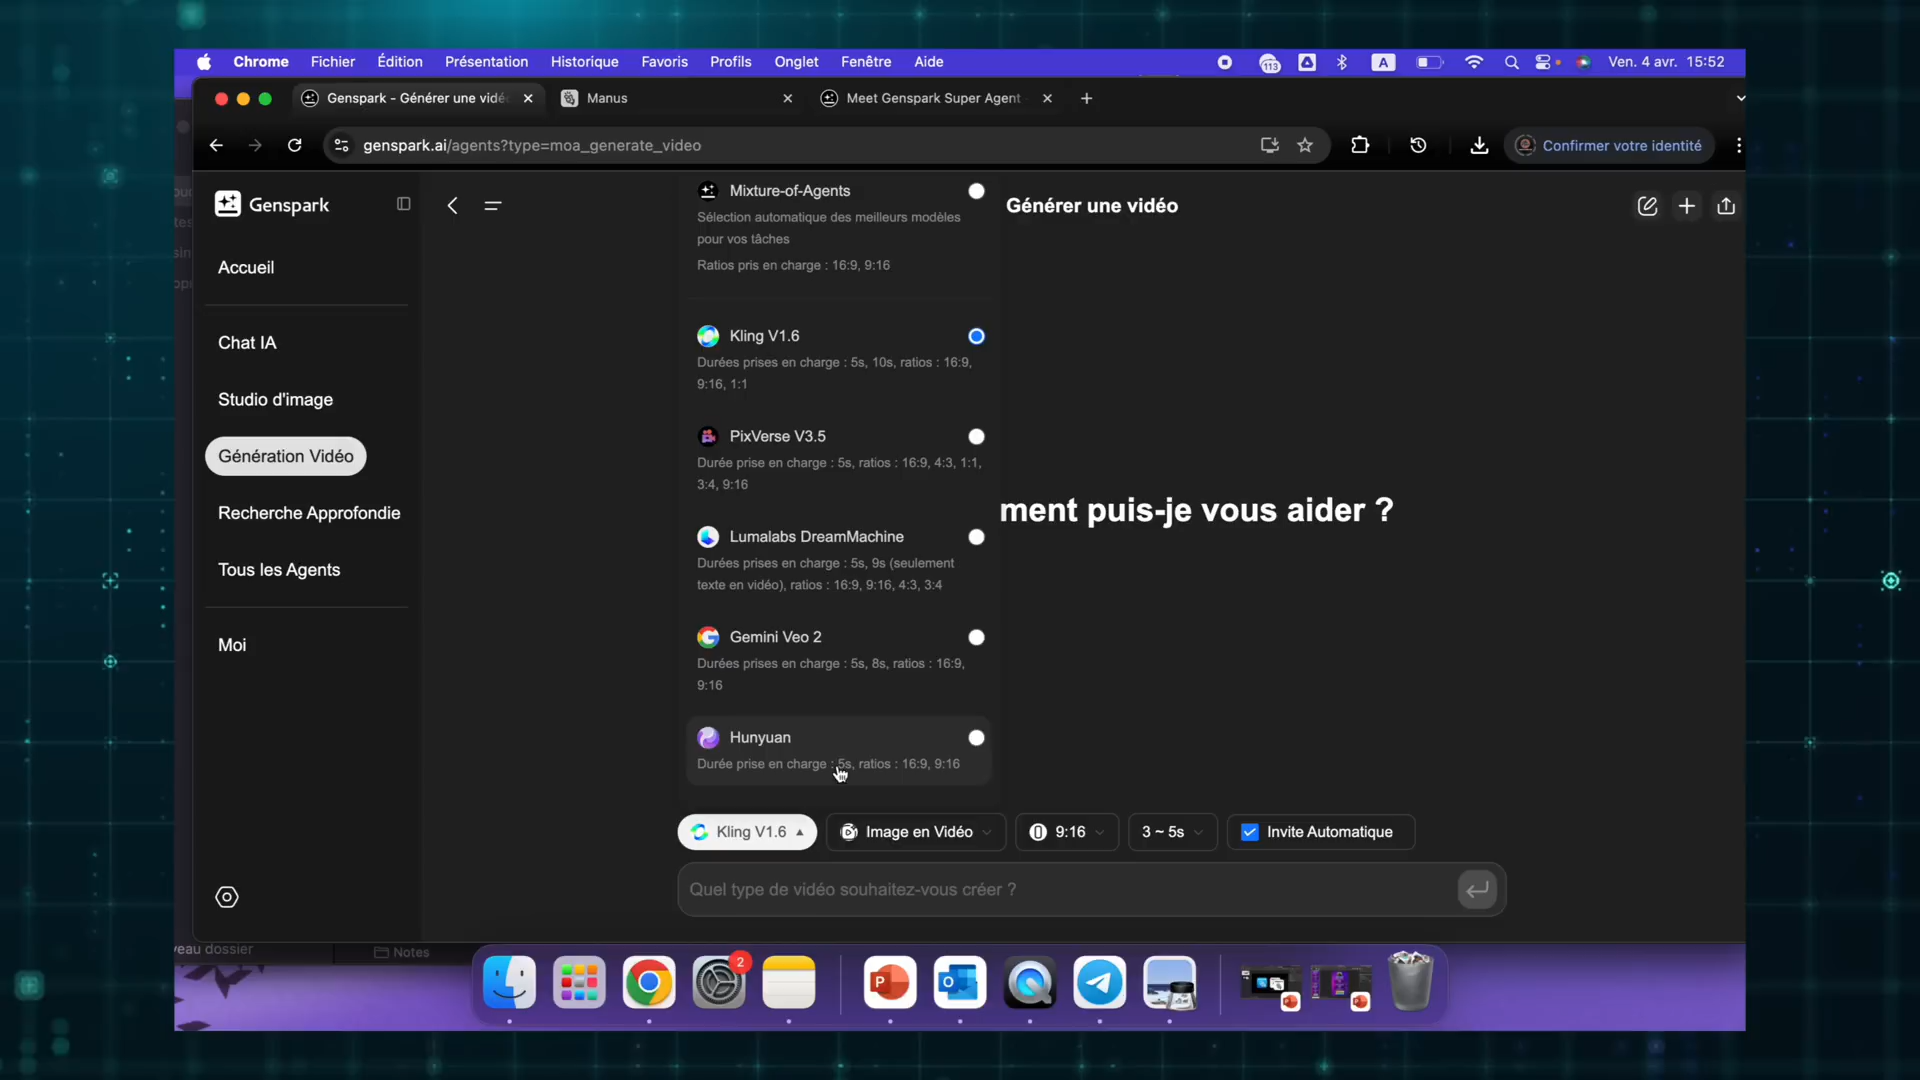 Chrome Fichier Édition Présentation Historique Favoris Profils Onglet Fenêtre Aide
113 A Ven. 4 avr. 15:52
Genspark - Générer une vidé
Manus
Meet Genspark Super Agent
genspark.ai/agents?type=moa_generate_video
Confirmer votre identité
Genspark
Accueil
Chat IA
Studio d'image
Génération Vidéo
Recherche Approfondie
Tous les Agents
Moi
Générer une vidéo
Mixture-of-Agents
Sélection automatique des meilleurs modèles
pour vos tâches
Ratios pris en charge : 16:9, 9:16
Kling V1.6
Durées prises en charge : 5s, 10s, ratios : 16:9,
9:16, 1:1
PixVerse V3.5
Durée prise en charge : 5s, ratios : 16:9, 4:3, 1:1,
3:4, 9:16
ment puis-je vous aider ?
Lumalabs DreamMachine
Durées prises en charge : 5s, 9s (seulement
texte en vidéo), ratios : 16:9, 9:16, 4:3, 3:4
Gemini Veo 2
Durées prises en charge : 5s, 8s, ratios : 16:9,
9:16
Hunyuan
Durée prise en charge : 5s, ratios : 16:9, 9:16
Kling V1.6
Image en Vidéo
9:16
3 ~ 5s
Invite Automatique
Quel type de vidéo souhaitez-vous créer ?
veau dossier
Notes
2